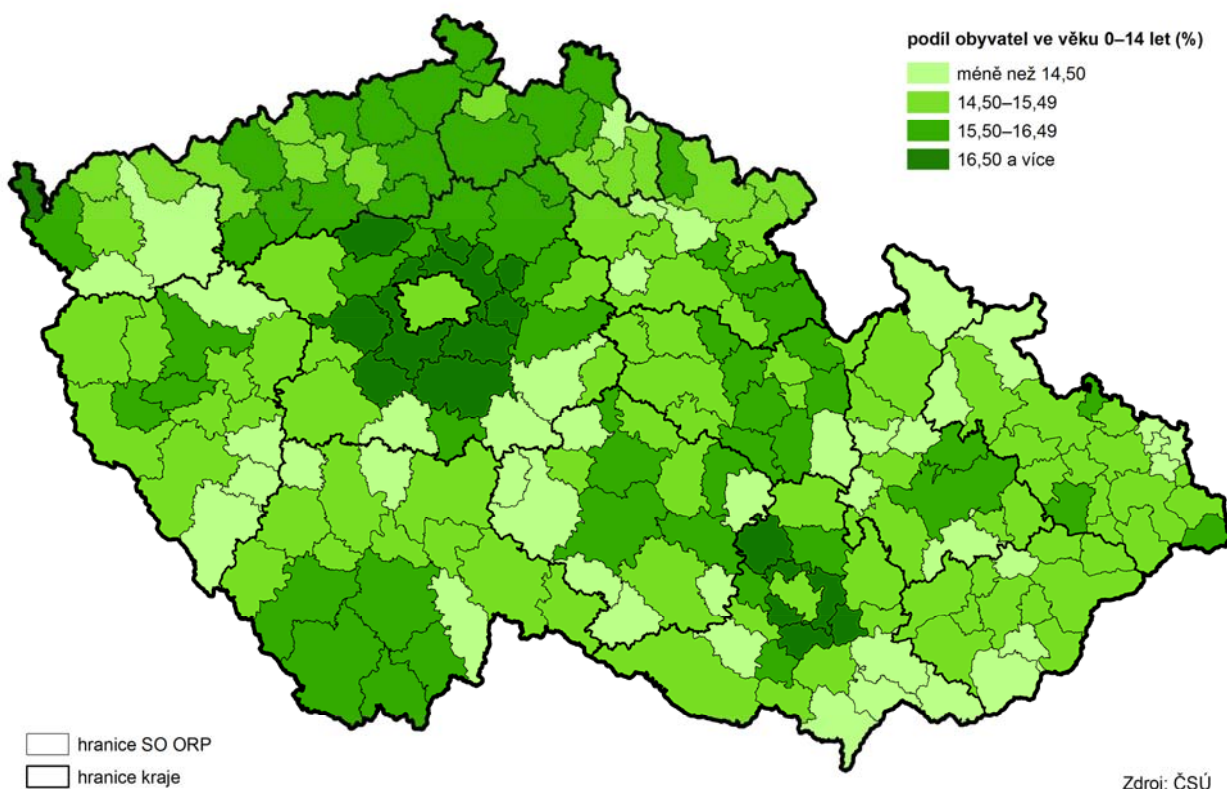 podíl obyvatel ve věku 0–14 let (%)
méně než 14,50
14,50–15,49
15,50–16,49
16,50 a více
hranice SO ORP
hranice kraje
Zdroj: ČSÚ